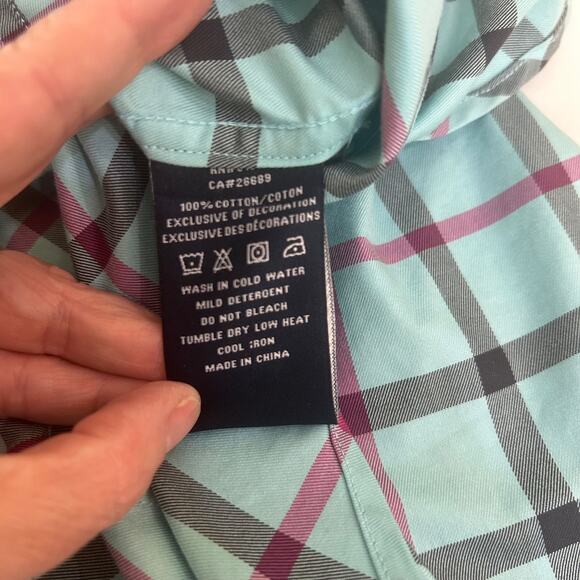 CA#26689
100% COTTON/COTON
EXCLUSIVE OF DECORATION
EXCLUSIVE DES DÉCORATIONS
WASH IN COLD WATER
MILD DETERGENT
DO NOT BLEACH
TUMBLE DRY LOW HEAT
COOL IRON
MADE IN CHINA